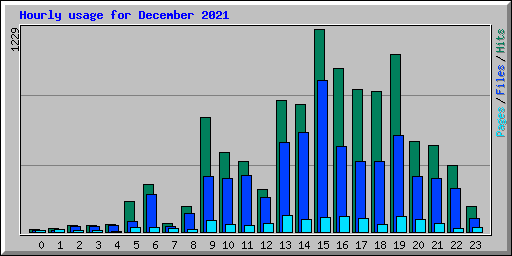 Hourly usage for December 2021
1229
Pages / Files / Hits
0 1 2 3 4 5 6 7 8 9 10 11 12 13 14 15 16 17 18 19 20 21 22 23